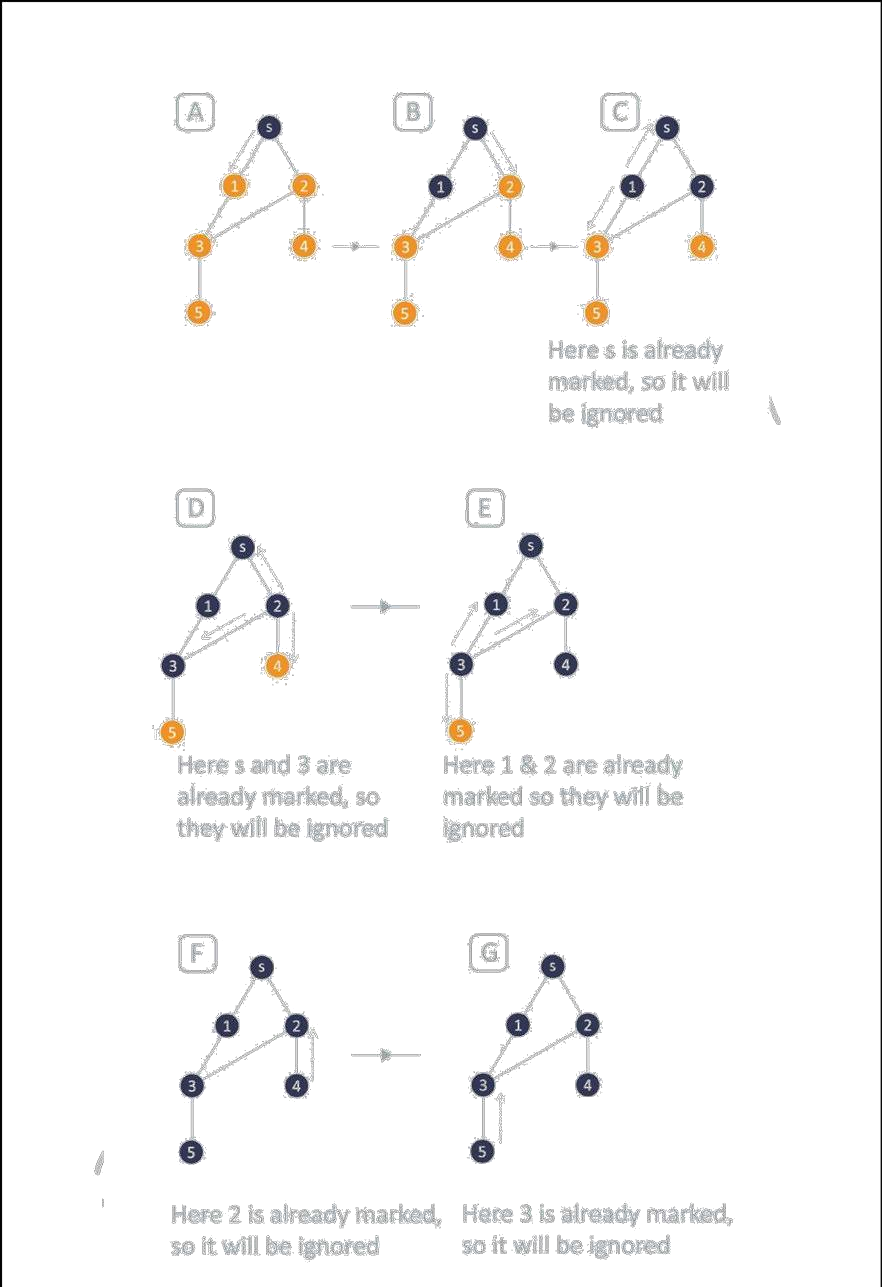 A
B
C
s
s
s
1
2
1
2
1
2
3
4
3
4
3
4
5
5
5
Here s is already
marked, so it will
be ignored
D
E
s
s
1
2
1
2
3
4
3
4
5
5
Here s and 3 are
already marked, so
they will be ignored
Here 1 & 2 are already
marked so they will be
ignored
F
G
s
s
1
2
1
2
3
4
3
4
5
5
Here 2 is already marked,
so it will be ignored
Here 3 is already marked,
so it will be ignored